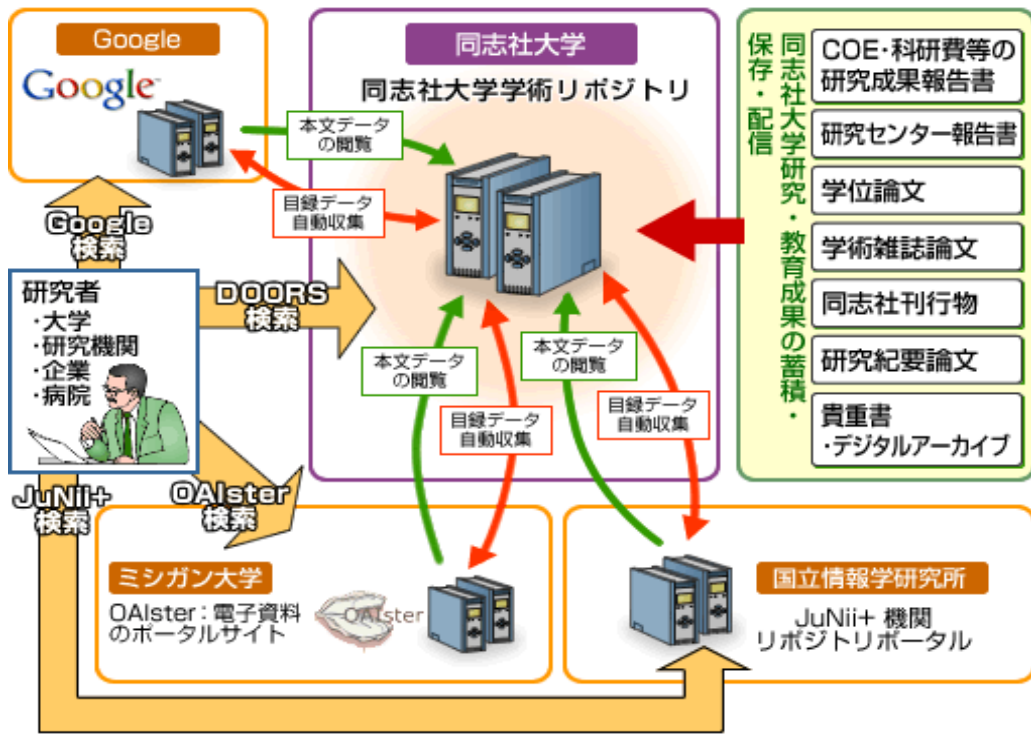 Google
Google
同志社大学
同志社大学学術リポジトリ
本文データ
の閲覧
目録データ
自動収集
同志社大学研究・教育成果の蓄積・
保存・配信
COE・科研費等の
研究成果報告書
研究センター報告書
学位論文
学術雑誌論文
同志社刊行物
研究紀要論文
貴重書
・デジタルアーカイブ
Google
検索
研究者
・大学
・研究機関
・企業
・病院
DOORS
検索
本文データ
の閲覧
目録データ
自動収集
本文データ
の閲覧
目録データ
自動収集
JuNii+
検索
OAIster
検索
ミシガン大学
OAIster:電子資料
のポータルサイト
OAIster
国立情報学研究所
JuNii+ 機関
リポジトリポータル